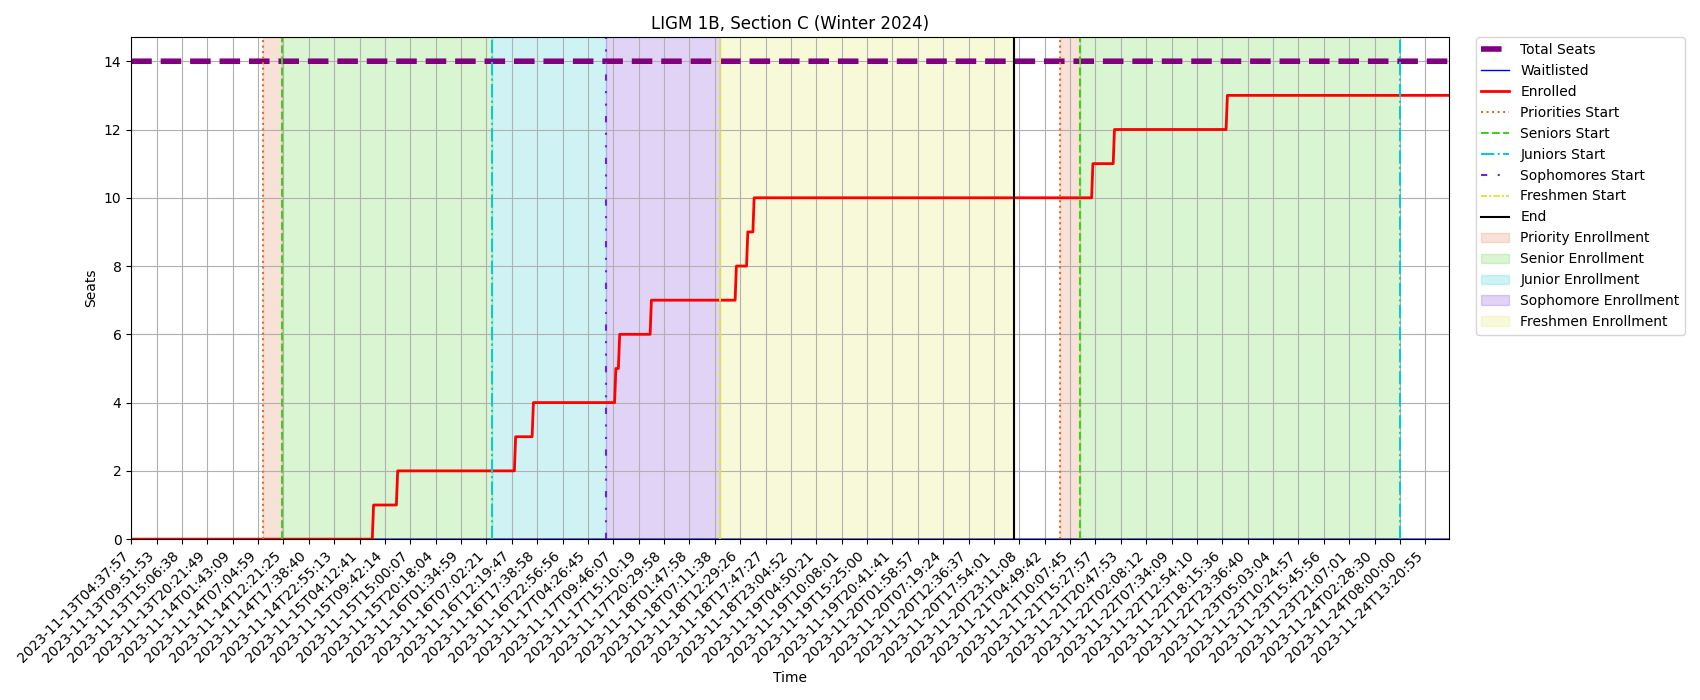 LIGM 1B, Section C (Winter 2024)
Total Seats
Waitlisted
Enrolled
Priorities Start
Seniors Start
Juniors Start
Sophomores Start
Freshmen Start
End
Priority Enrollment
Senior Enrollment
Junior Enrollment
Sophomore Enrollment
Freshmen Enrollment
Seats
14
12
10
8
6
4
2
0
2023-11-13T04:37:57
2023-11-13T09:51:53
2023-11-13T15:06:38
2023-11-13T20:21:49
2023-11-14T01:43:09
2023-11-14T07:04:59
2023-11-14T12:21:25
2023-11-14T17:38:40
2023-11-14T22:55:13
2023-11-15T04:12:41
2023-11-15T09:42:14
2023-11-15T15:00:07
2023-11-15T20:18:04
2023-11-16T01:34:59
2023-11-16T07:02:21
2023-11-16T12:19:47
2023-11-16T17:38:58
2023-11-16T22:56:56
2023-11-17T04:26:45
2023-11-17T09:46:07
2023-11-17T15:10:19
2023-11-17T20:29:58
2023-11-18T01:47:58
2023-11-18T07:11:38
2023-11-18T12:29:26
2023-11-18T17:47:27
2023-11-18T23:04:52
2023-11-19T04:50:21
2023-11-19T10:08:01
2023-11-19T15:25:00
2023-11-19T20:41:41
2023-11-20T01:58:57
2023-11-20T07:19:24
2023-11-20T12:36:37
2023-11-20T17:54:01
2023-11-20T23:11:08
2023-11-21T04:49:42
2023-11-21T10:07:45
2023-11-21T15:27:57
2023-11-21T20:47:53
2023-11-22T02:08:12
2023-11-22T07:34:09
2023-11-22T12:54:10
2023-11-22T18:15:36
2023-11-22T23:36:40
2023-11-23T05:03:04
2023-11-23T10:24:57
2023-11-23T15:45:56
2023-11-23T21:07:01
2023-11-24T02:28:30
2023-11-24T08:00:00
2023-11-24T13:20:55
Time